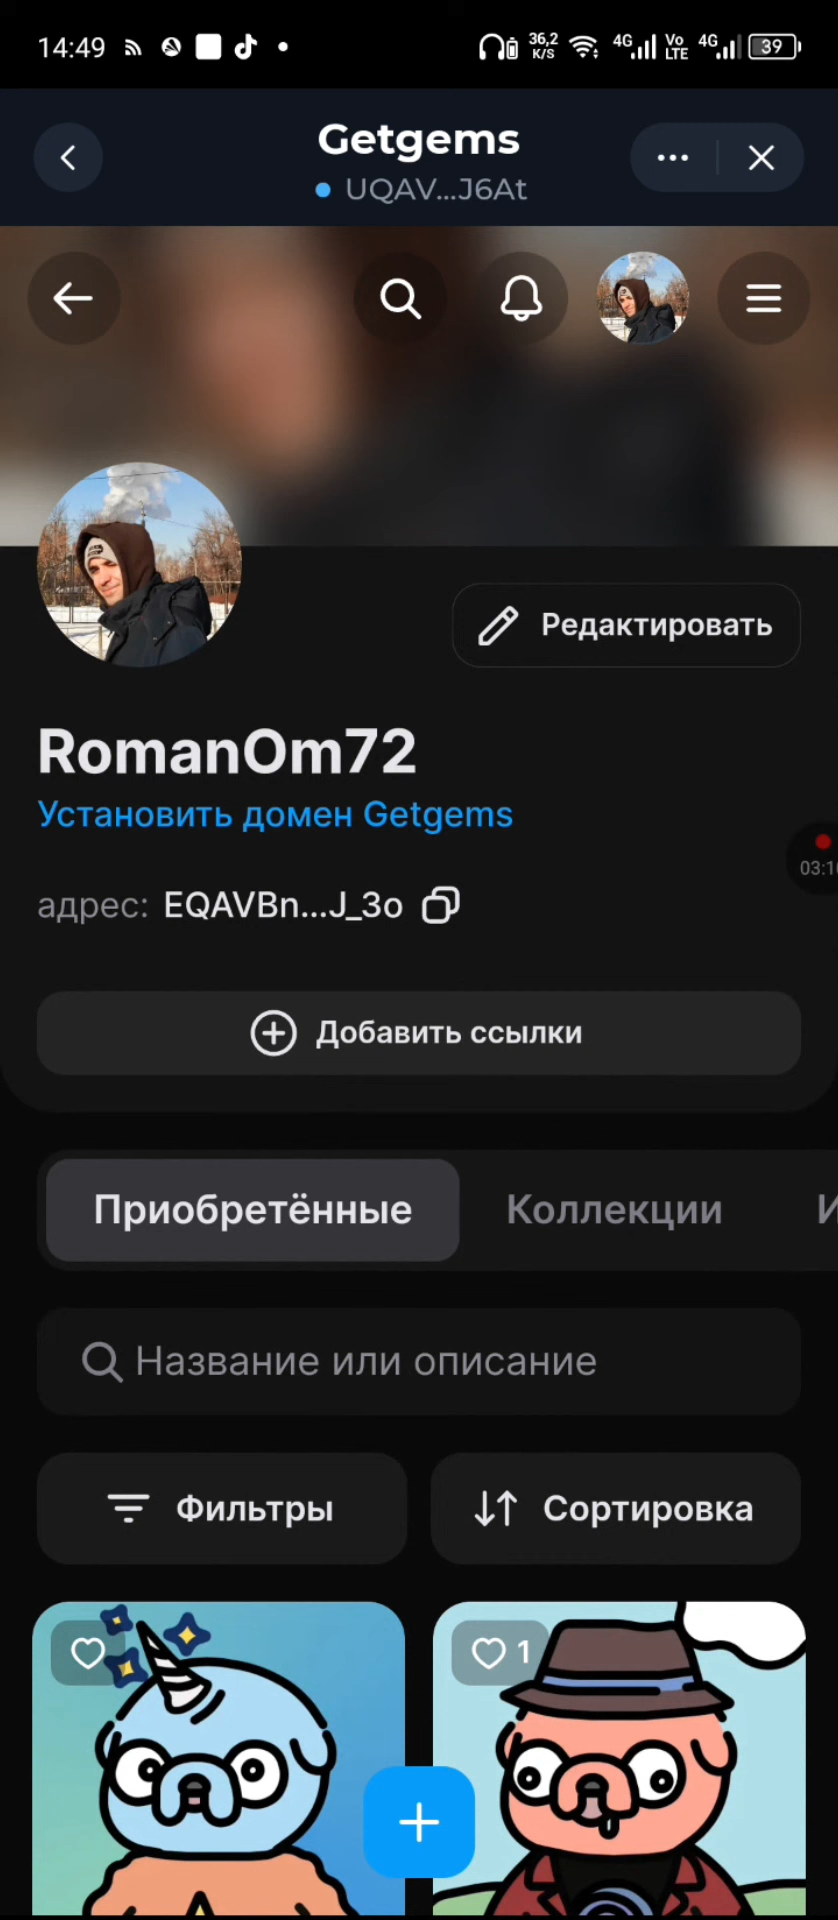 14:49
36,2
K/S
4G
Vo
LTE
4G
39
Getgems
UQAV...J6At
Редактировать
RomanOm72
Установить домен Getgems
адрес: EQAVBn...J_3o
Добавить ссылки
Приобретённые
Коллекции
Название или описание
Фильтры
Сортировка
1